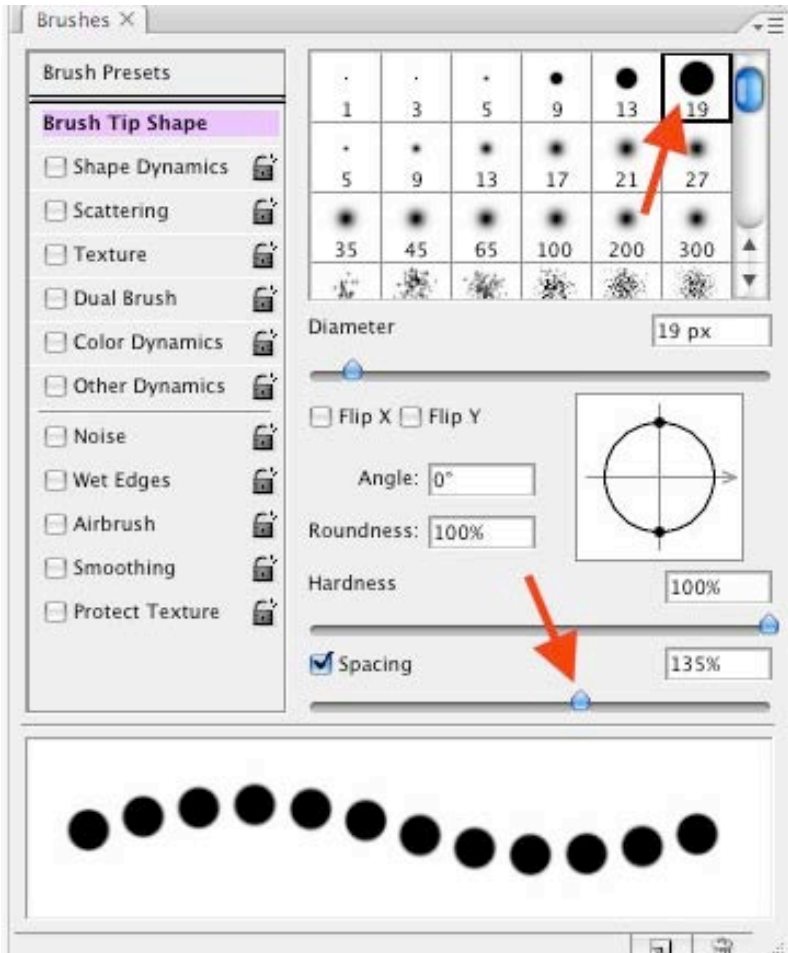 Brushes ×
Brush Presets
Brush Tip Shape
Shape Dynamics
Scattering
Texture
Dual Brush
Color Dynamics
Other Dynamics
Noise
Wet Edges
Airbrush
Smoothing
Protect Texture
1 3 5 9 13 19
5 9 13 17 21 27
35 45 65 100 200 300
Diameter 19 px
Flip X Flip Y
Angle: 0°
Roundness: 100%
Hardness 100%
Spacing 135%